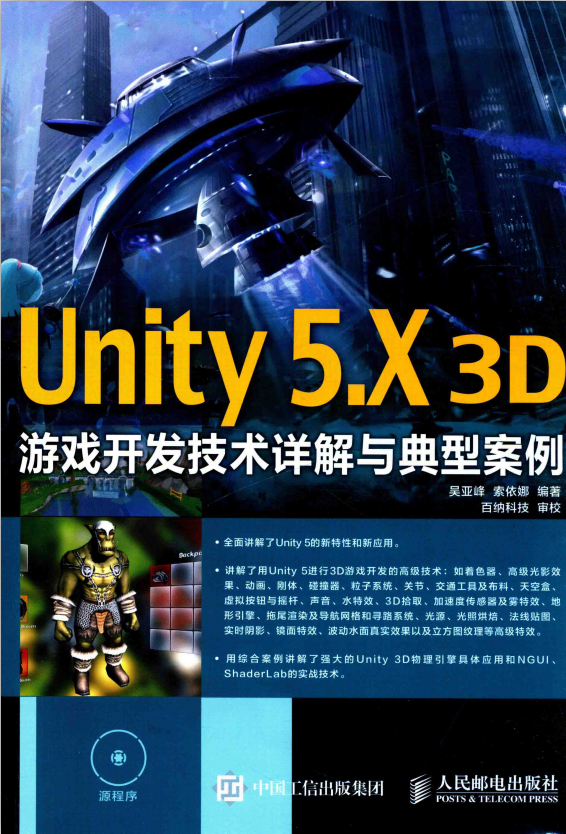 Unity 5.X 3D
游戏开发技术详解与典型案例
吴亚峰 索依娜 编著
百纳科技 审校
• 全面讲解了Unity 5的新特性和新应用。
• 讲解了用Unity 5进行3D游戏开发的高级技术：如着色器、高级光影效
果、动画、刚体、碰撞器、粒子系统、关节、交通工具及布料、天空盒、
虚拟按钮与摇杆、声音、水特效、3D拾取、加速度传感器及雾特效、地
形引擎、拖尾渲染及导航网格和寻路系统、光源、光照烘焙、法线贴图、
实时阴影、镜面特效、波动水面真实效果以及立方图纹理等高级特效。
• 用综合案例讲解了强大的Unity 3D物理引擎具体应用和NGUI、
ShaderLab的实战技术。
Backpa
源程序
中国工信出版集团
人民邮电出版社
POSTS & TELECOM PRESS